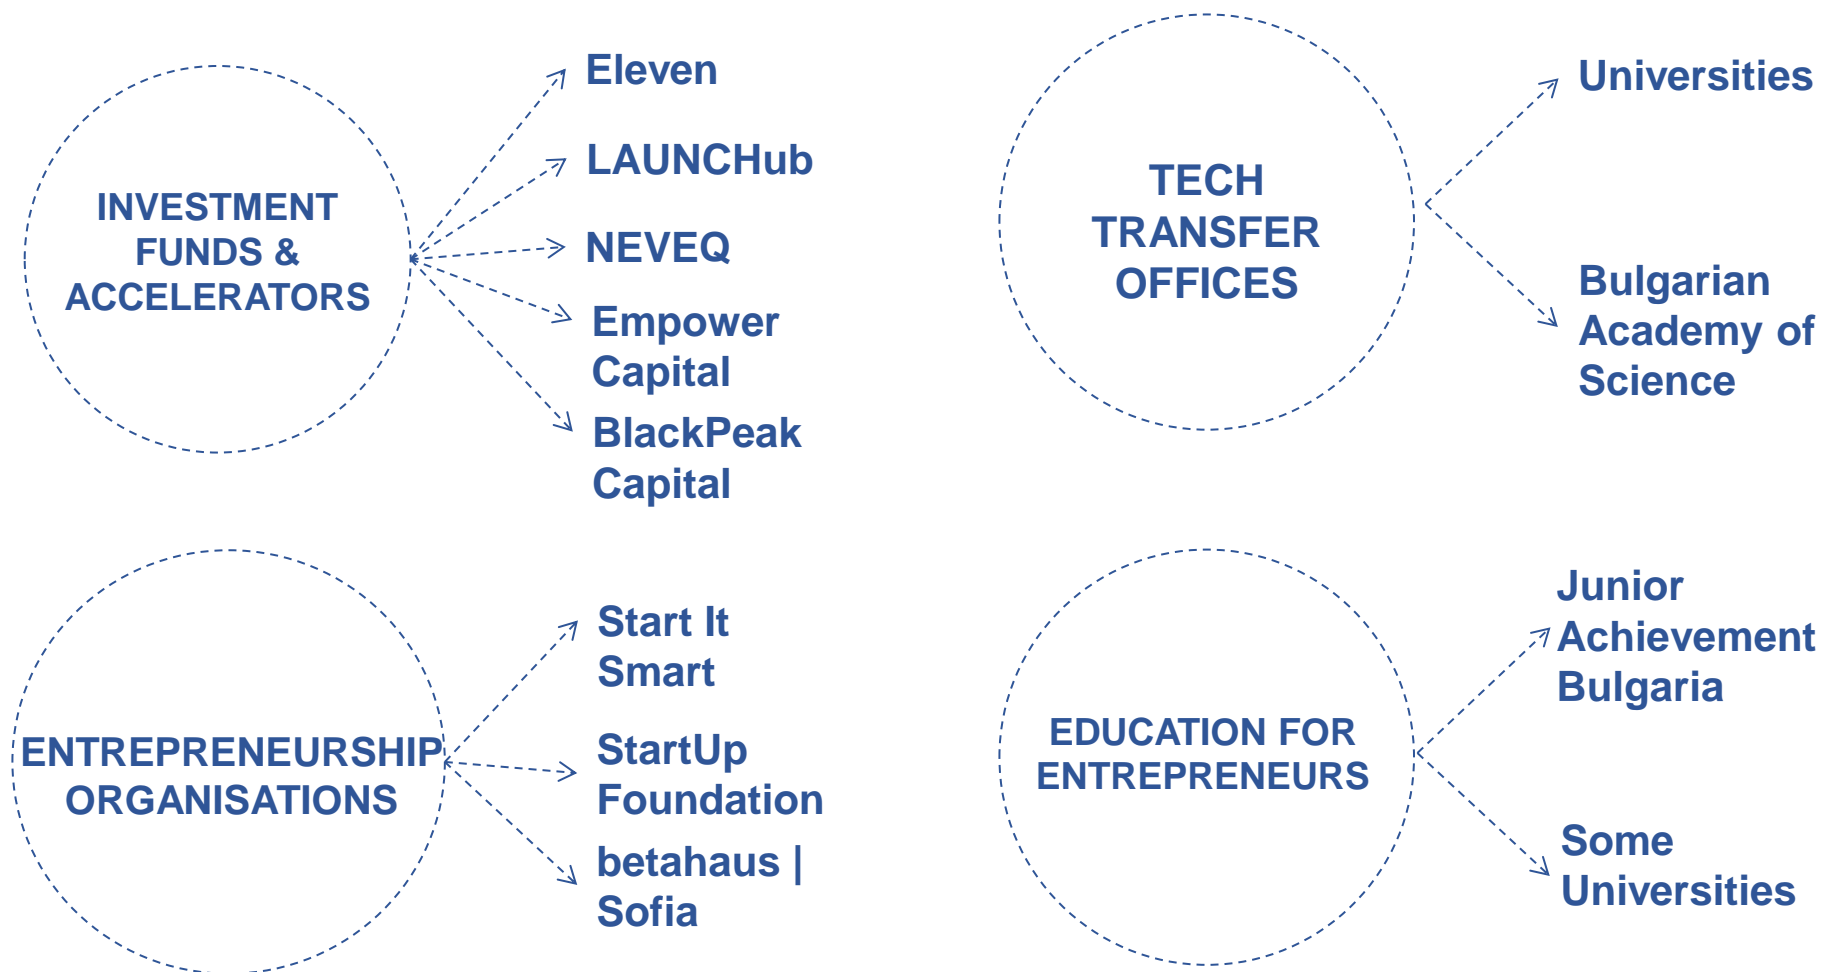 INVESTMENT
FUNDS &
ACCELERATORS
Eleven
LAUNCHub
NEVEQ
Empower
Capital
BlackPeak
Capital
TECH
TRANSFER
OFFICES
Universities
Bulgarian
Academy of
Science
ENTREPRENEURSHIP
ORGANISATIONS
Start It
Smart
StartUp
Foundation
betahaus |
Sofia
EDUCATION FOR
ENTREPRENEURS
Junior
Achievement
Bulgaria
Some
Universities